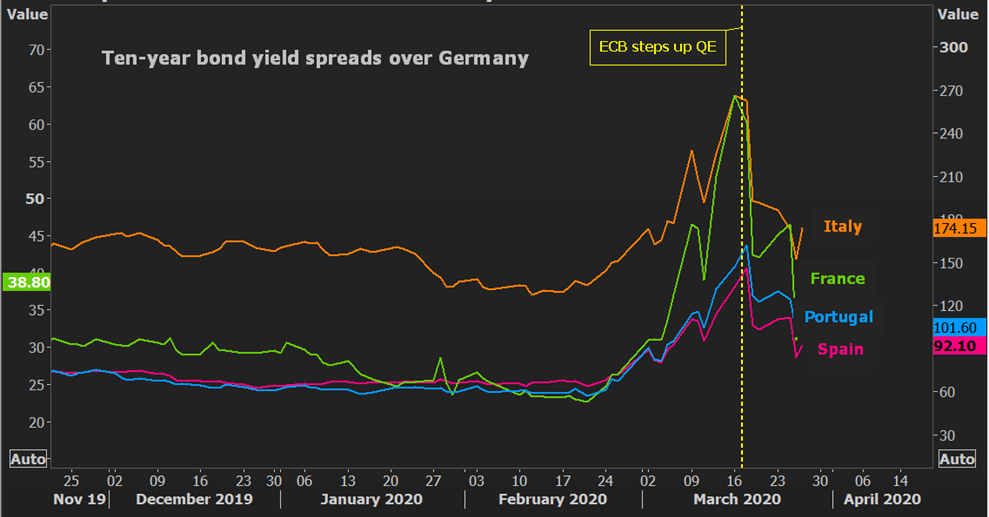 Value
Value
Ten-year bond yield spreads over Germany
ECB steps up QE
70
65
60
55
50
45
40
35
30
25
20
38.80
Auto
300
270
240
210
180
150
120
60
30
174.15
101.60
92.10
Auto
Italy
France
Portugal
Spain
25 02 09 16 23 30 06 13 20 27 03 10 17 24 02 09 16 23 30 06 14
Nov 19 December 2019 January 2020 February 2020 March 2020 April 2020